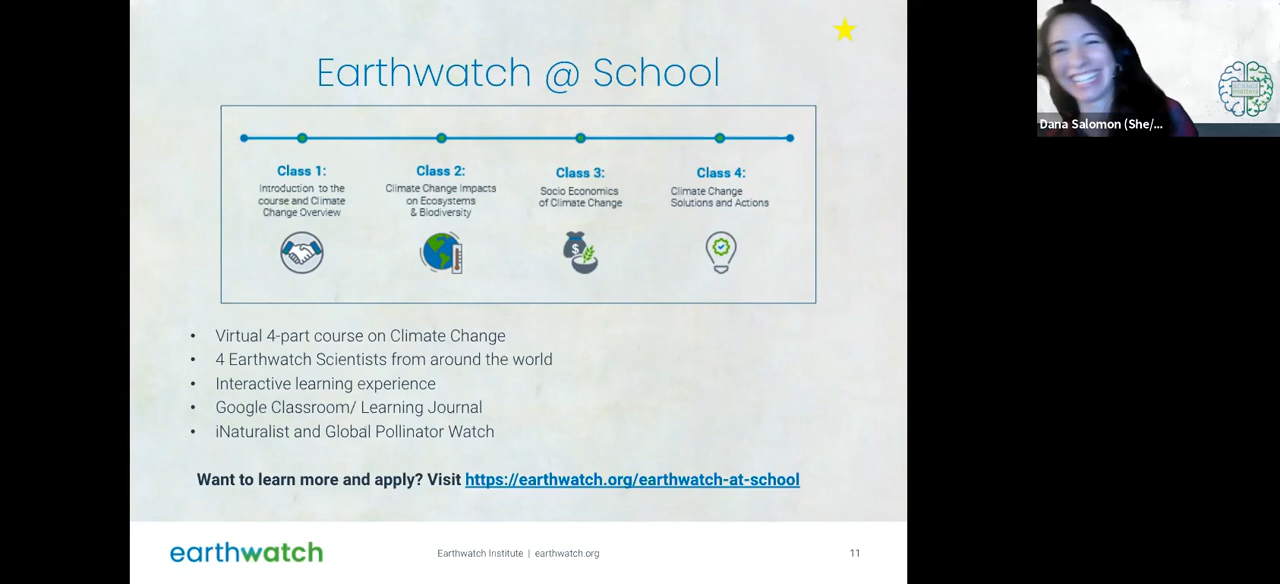 Earthwatch @ School
Class 1:
Introduction to the
course and Climate
Change Overview
Class 2:
Climate Change Impacts
on Ecosystems
& Biodiversity
Class 3:
Socio Economics
of Climate Change
Class 4:
Climate Change
Solutions and Actions
$
• Virtual 4-part course on Climate Change
• 4 Earthwatch Scientists from around the world
• Interactive learning experience
• Google Classroom/ Learning Journal
• iNaturalist and Global Pollinator Watch
Want to learn more and apply? Visit https://earthwatch.org/earthwatch-at-school
earthwatch
Earthwatch Institute | earthwatch.org
11
SCIENCE
matters
Dana Salomon (She/...